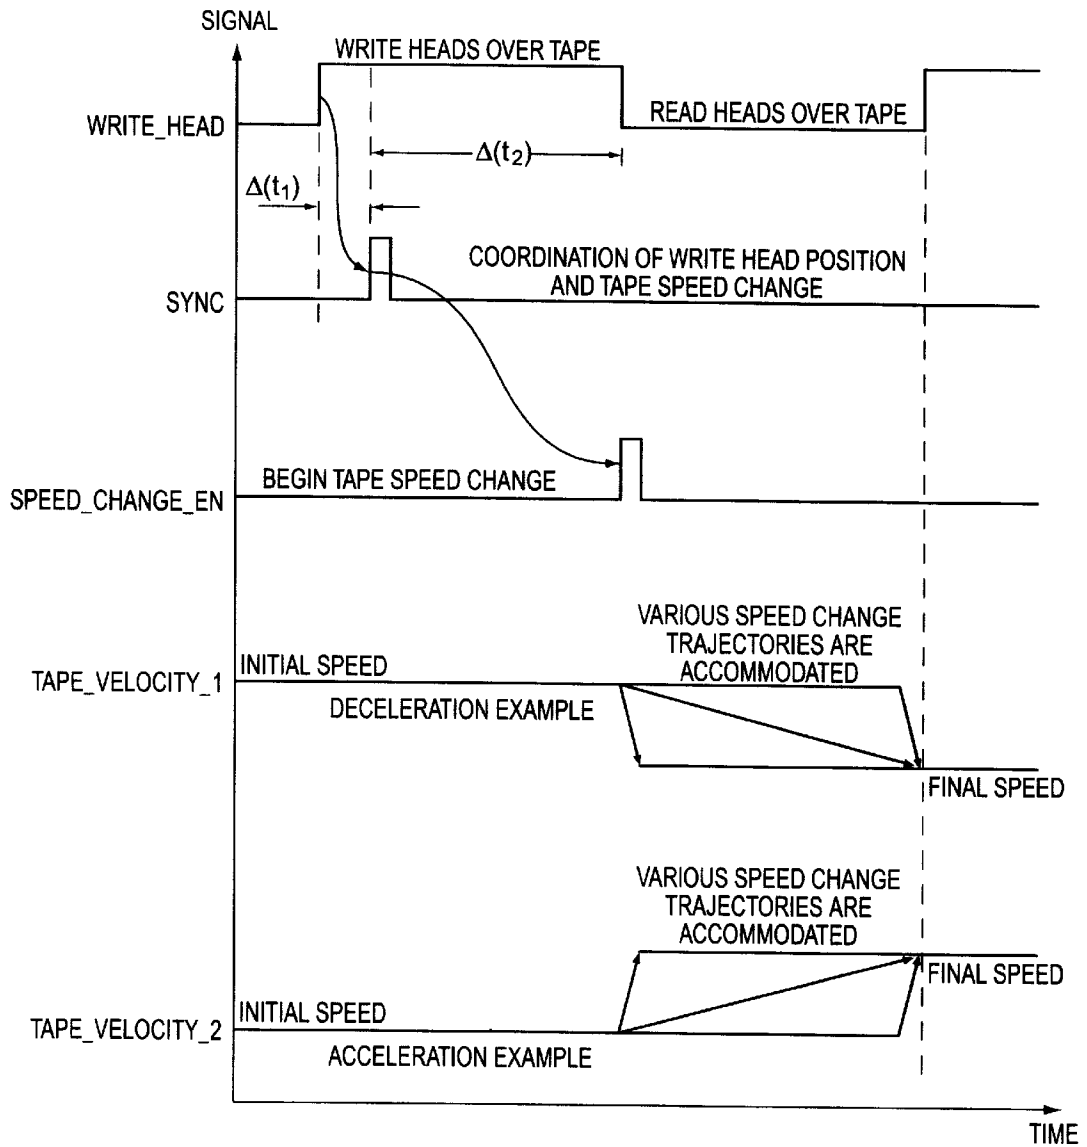 SIGNAL
WRITE HEADS OVER TAPE
WRITE_HEAD
READ HEADS OVER TAPE
Δ(t₂)
Δ(t₁)
COORDINATION OF WRITE HEAD POSITION
AND TAPE SPEED CHANGE
SYNC
BEGIN TAPE SPEED CHANGE
SPEED_CHANGE_EN
VARIOUS SPEED CHANGE
TRAJECTORIES ARE
ACCOMMODATED
INITIAL SPEED
TAPE_VELOCITY_1
DECELERATION EXAMPLE
FINAL SPEED
VARIOUS SPEED CHANGE
TRAJECTORIES ARE
ACCOMMODATED
FINAL SPEED
INITIAL SPEED
TAPE_VELOCITY_2
ACCELERATION EXAMPLE
TIME